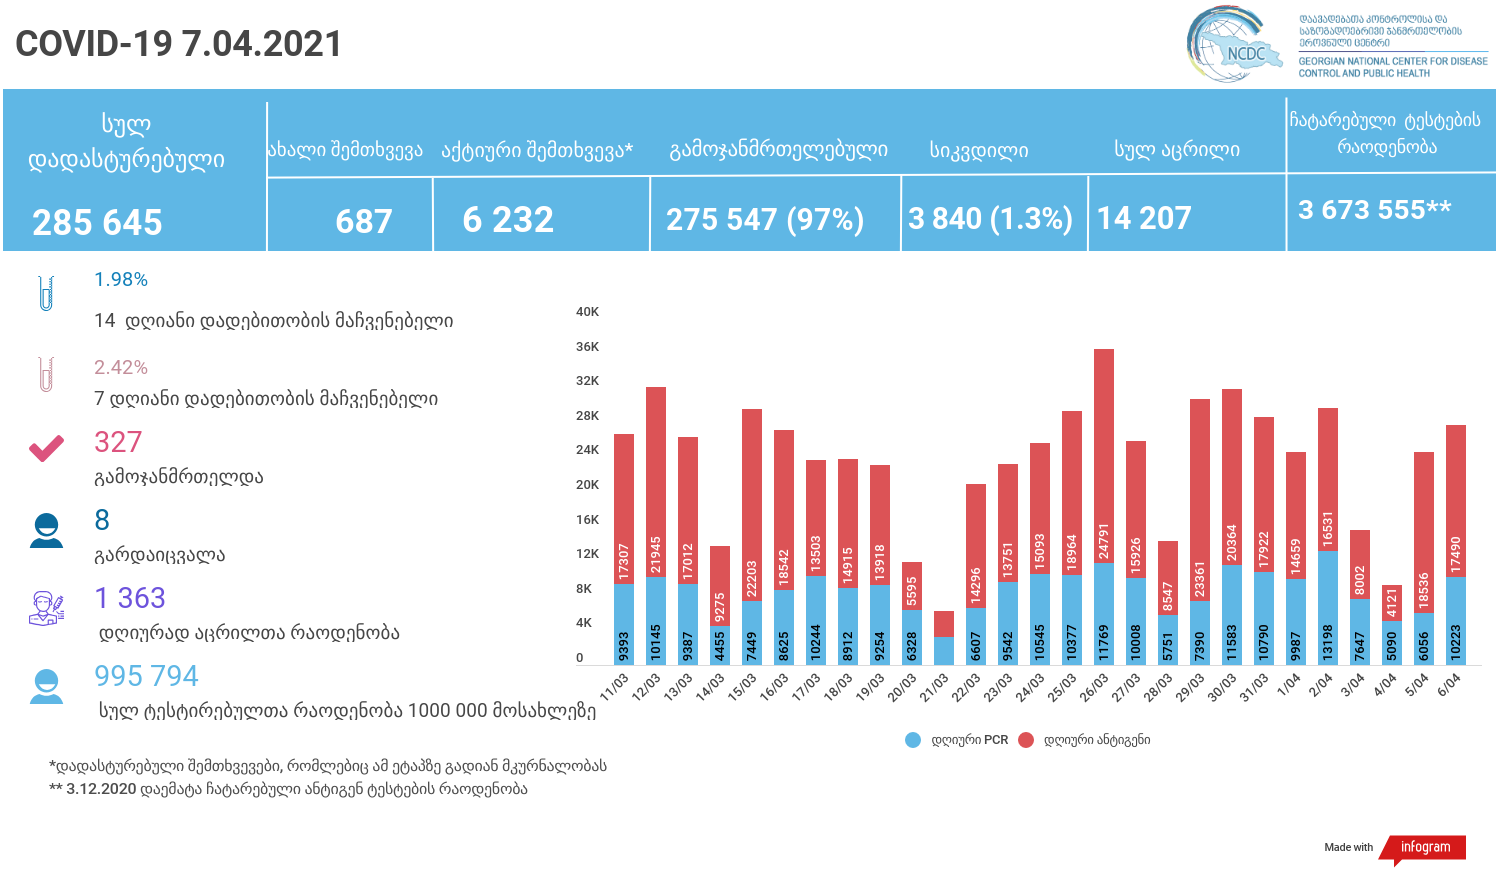 COVID-19 7.04.2021
დაავადებათა კონტროლისა და
საზოგადოებრივი ჯანმრთელობის
ეროვნული ცენტრი
NCDC
GEORGIAN NATIONAL CENTER FOR DISEASE
CONTROL AND PUBLIC HEALTH
სულ
დადასტურებული
285 645
ახალი შემთხვევა
687
აქტიური შემთხვევა*
6 232
გამოჯანმრთელებული
275 547 (97%)
სიკვდილი
3 840 (1.3%)
სულ აცრილი
14 207
ჩატარებული ტესტების
რაოდენობა
3 673 555**
1.98%
14 დღიანი დადებითობის მაჩვენებელი
2.42%
7 დღიანი დადებითობის მაჩვენებელი
327
გამოჯანმრთელდა
8
გარდაიცვალა
1 363
დღიურად აცრილთა რაოდენობა
995 794
სულ ტესტირებულთა რაოდენობა 1000 000 მოსახლეზე
*დადასტურებული შემთხვევები, რომლებიც ამ ეტაპზე გადიან მკურნალობას
** 3.12.2020 დაემატა ჩატარებული ანტიგენ ტესტების რაოდენობა
40K
36K
32K
28K
24K
20K
16K
12K
8K
4K
0
17307 21945 17012 9275 22203 18542 13503 14915 13918 5595 14296 13751 15093 18964 24791 15926 8547 23361 20364 17922 14659 16531 8002 4121 18536 17490
9393 10145 9387 4455 7449 8625 10244 8912 9254 6328 6607 9542 10545 10377 11769 10008 5751 7390 11583 10790 9987 13198 7647 5090 6056 10223
11/03 12/03 13/03 14/03 15/03 16/03 17/03 18/03 19/03 20/03 21/03 22/03 23/03 24/03 25/03 26/03 27/03 28/03 29/03 30/03 31/03 1/04 2/04 3/04 4/04 5/04 6/04
დღიური PCR დღიური ანტიგენი
Made with infogram